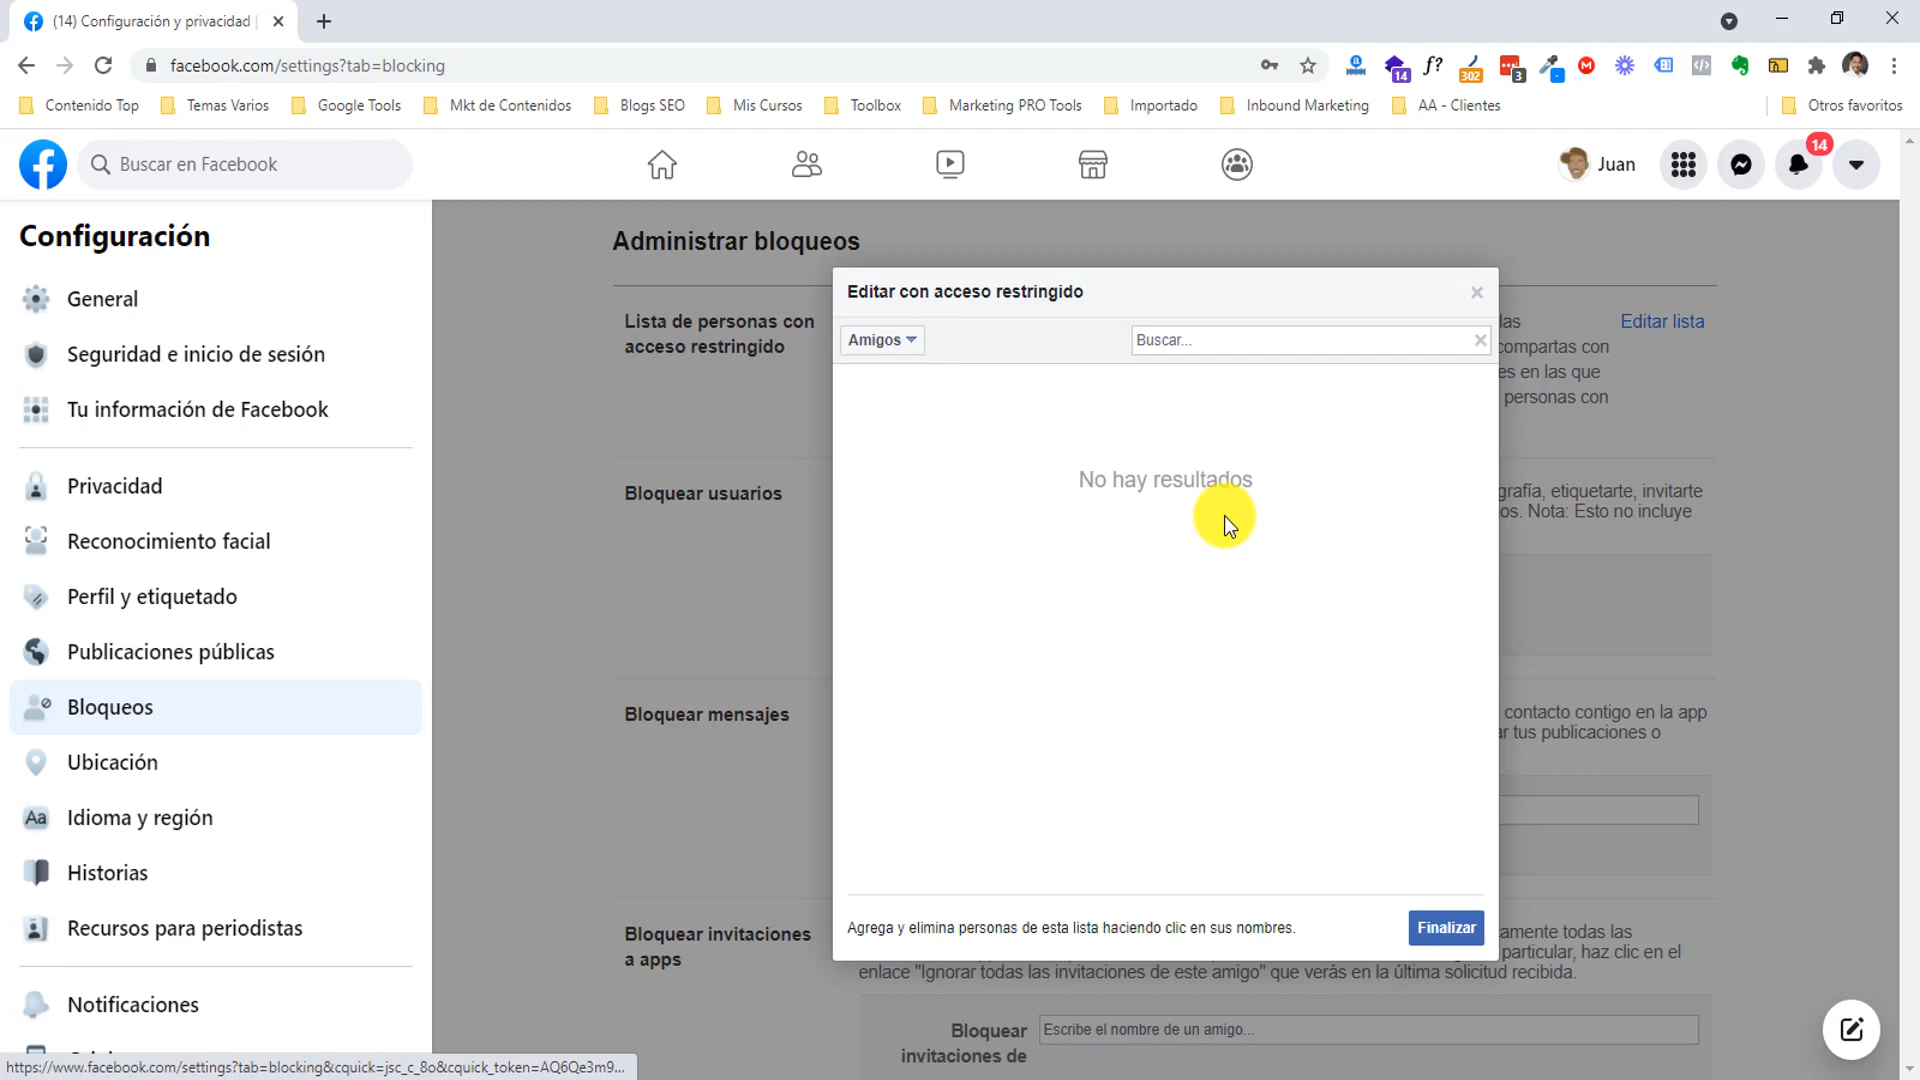 (14) Configuración y privacidad
facebook.com/settings?tab=blocking
14
302
3
Contenido Top
Temas Varios
Google Tools
Mkt de Contenidos
Blogs SEO
Mis Cursos
Toolbox
Marketing PRO Tools
Importado
Inbound Marketing
AA - Clientes
Otros favoritos
Buscar en Facebook
Juan
14
Configuración
General
Seguridad e inicio de sesión
Tu información de Facebook
Privacidad
Reconocimiento facial
Perfil y etiquetado
Publicaciones públicas
Bloqueos
Ubicación
Aa
Idioma y región
Historias
Recursos para periodistas
Notificaciones
https://www.facebook.com/settings?tab=blocking&cquick=jsc_c_8o&cquick_token=AQ6Qe3m9...
Administrar bloqueos
Lista de personas con
acceso restringido
las
compartas con
es en las que
personas con
Editar lista
Bloquear usuarios
grafía, etiquetarte, invitarte
os. Nota: Esto no incluye
Bloquear mensajes
contacto contigo en la app
ar tus publicaciones o
Bloquear invitaciones
a apps
amente todas las
particular, haz clic en el
enlace "Ignorar todas las invitaciones de este amigo" que verás en la última solicitud recibida.
Bloquear
invitaciones de
Escribe el nombre de un amigo...
Editar con acceso restringido
Amigos
Buscar...
No hay resultados
Agrega y elimina personas de esta lista haciendo clic en sus nombres.
Finalizar